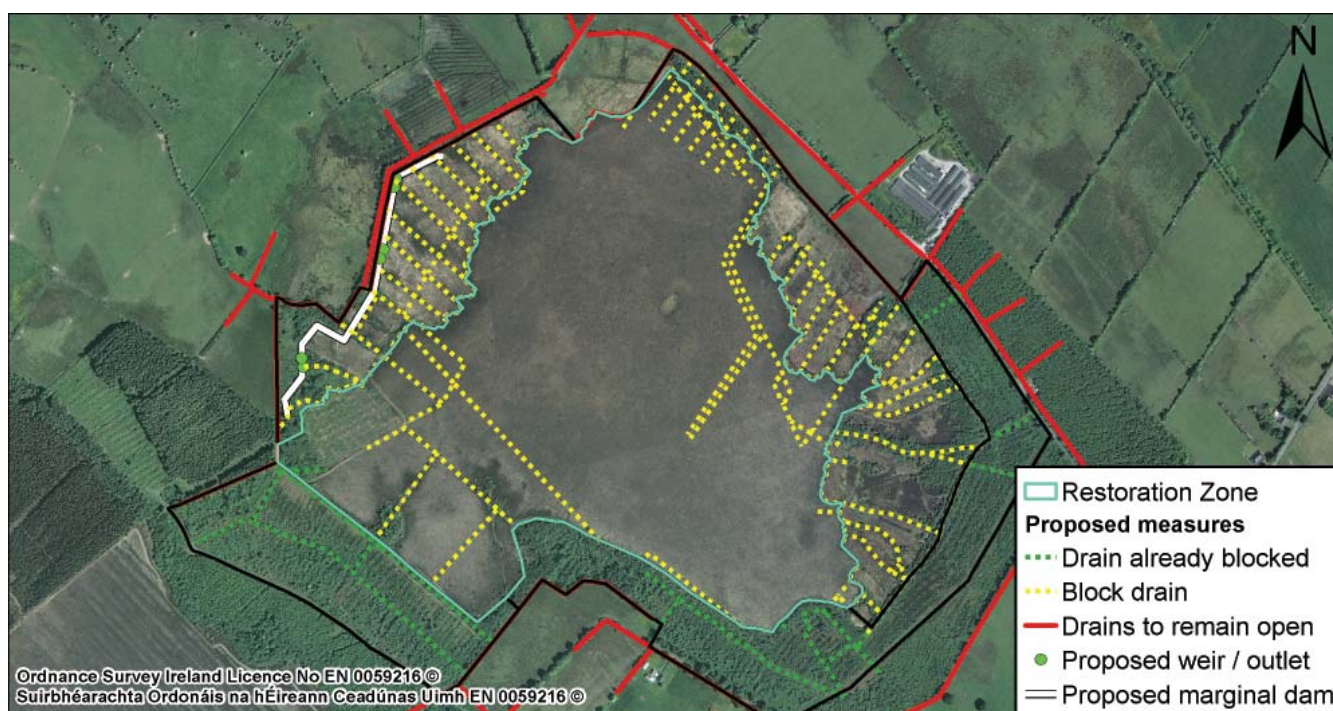 N
Restoration Zone
Proposed measures
Drain already blocked
Block drain
Drains to remain open
Proposed weir / outlet
Proposed marginal dam
Ordnance Survey Ireland Licence No EN 0059216 ©
Suirbhéarachta Ordonáis na hÉireann Ceadúnas Uimh EN 0059216 ©